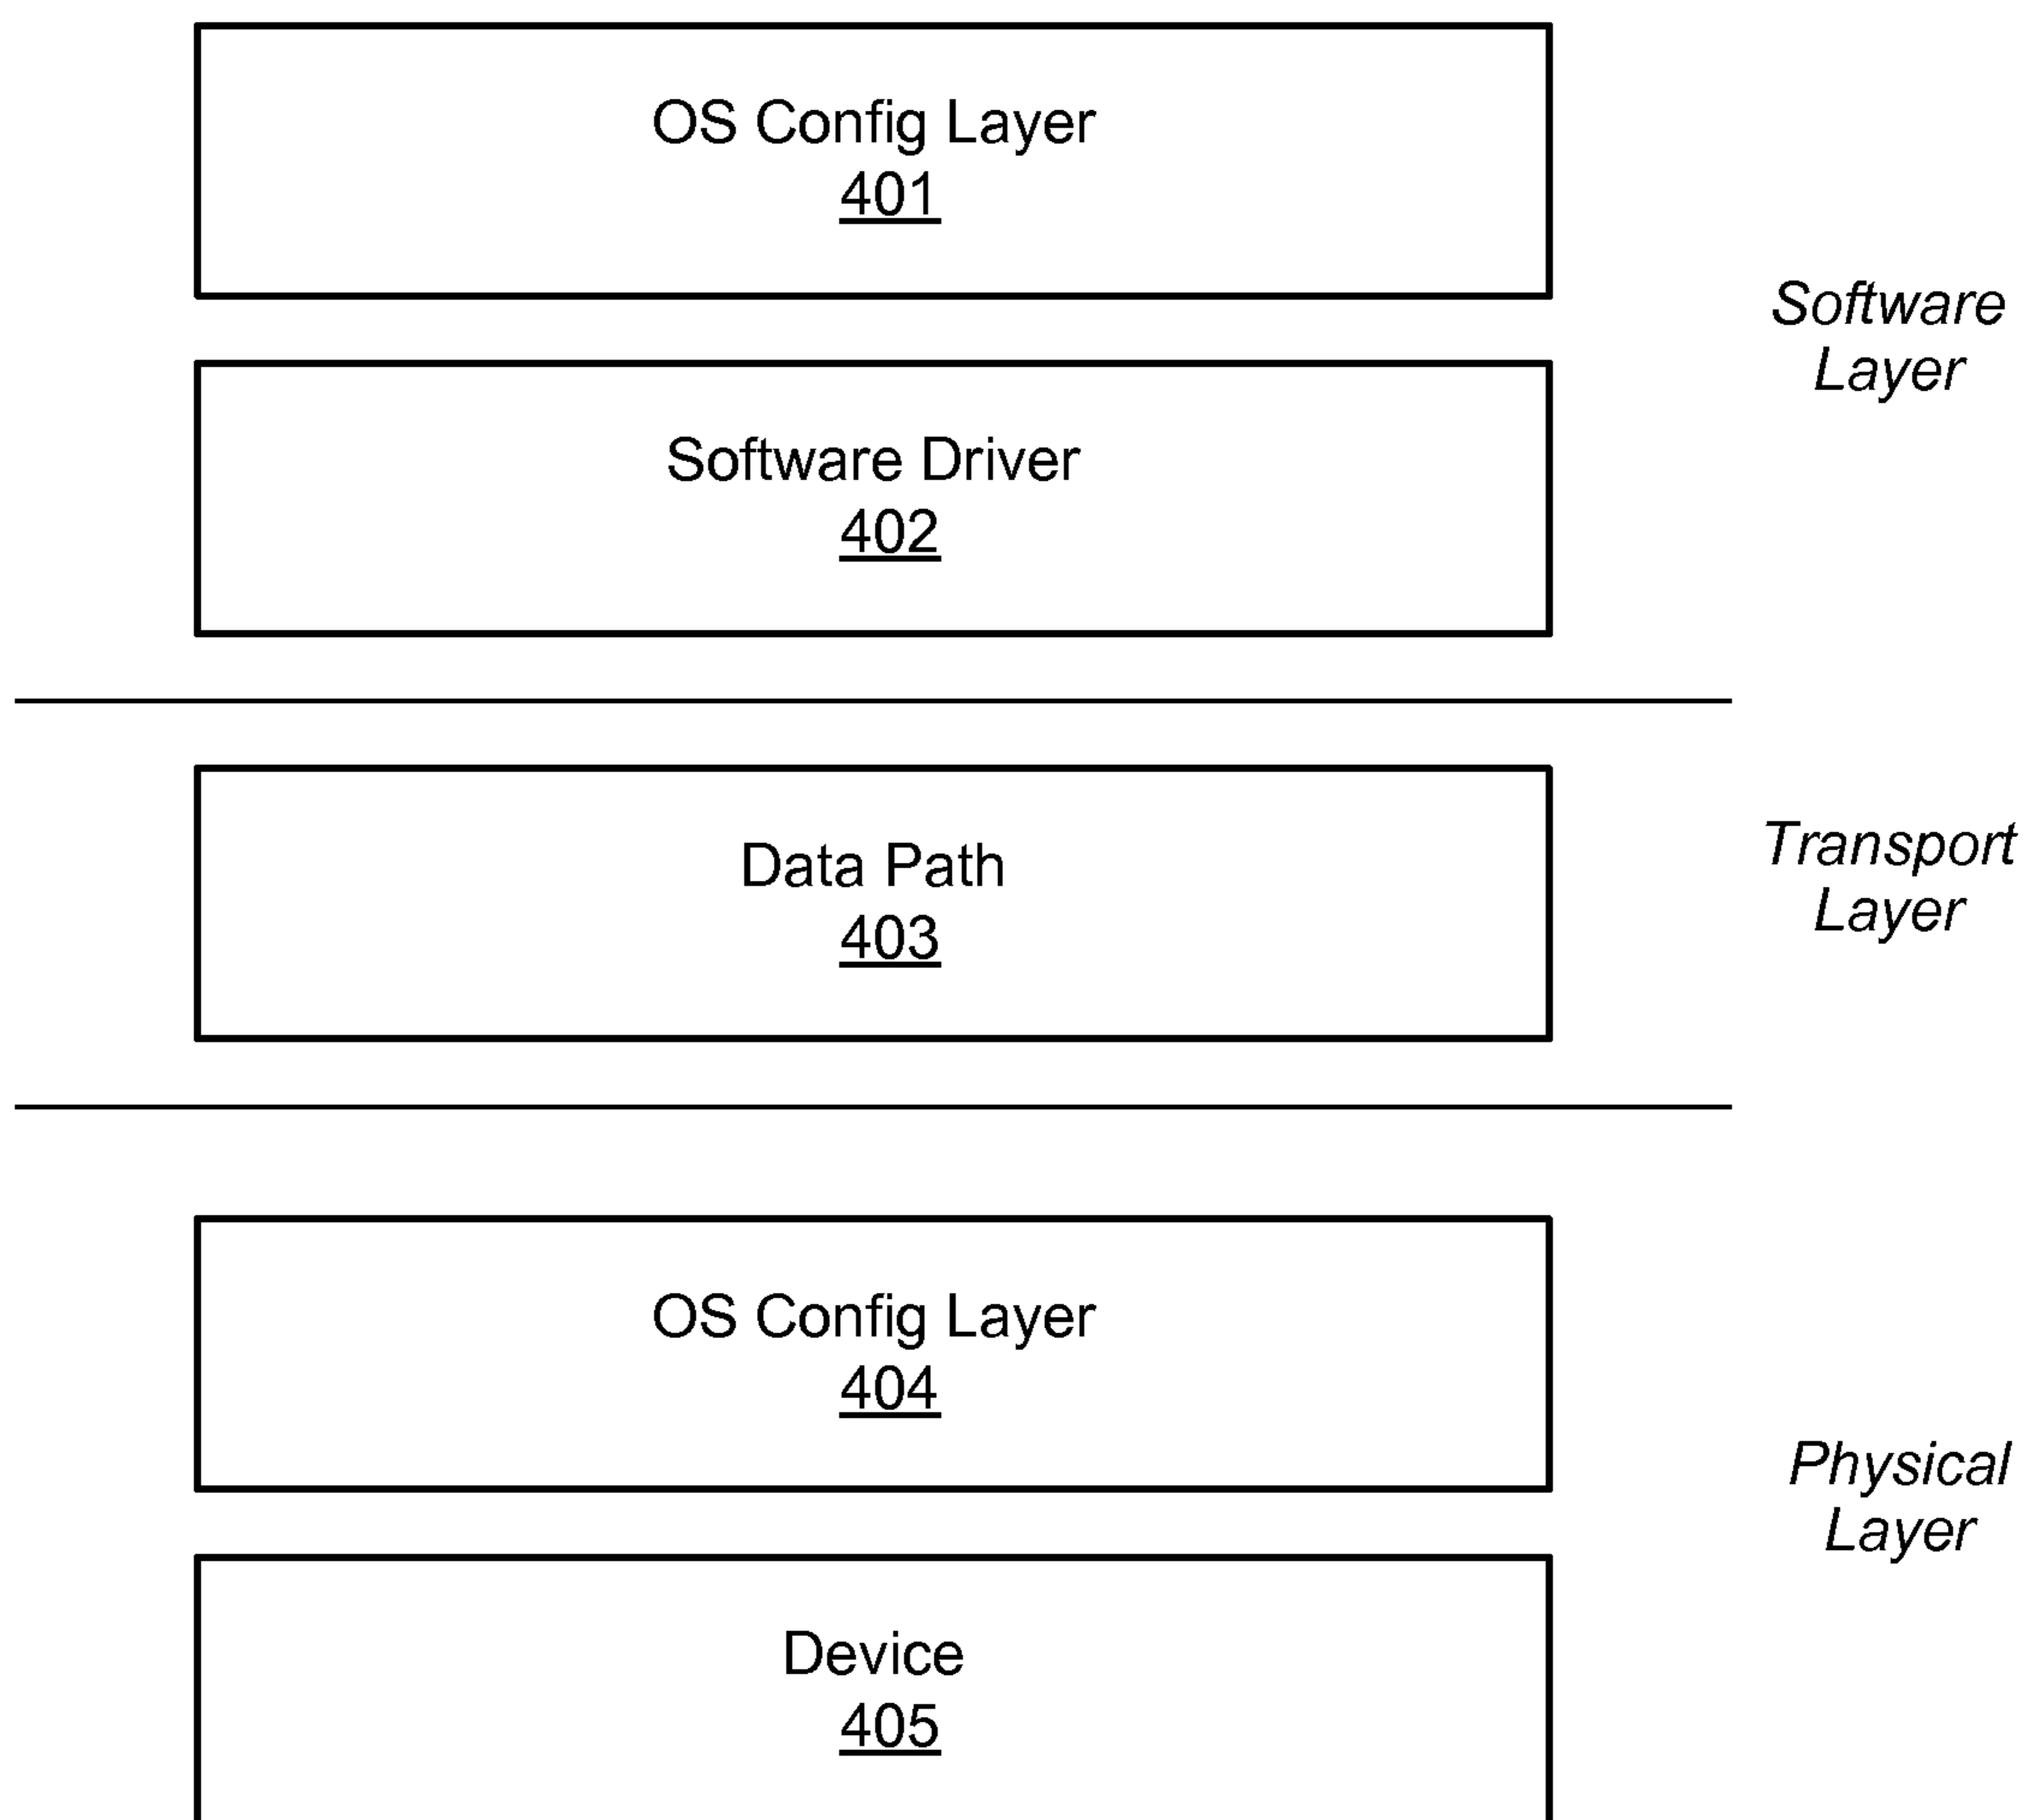 OS Config Layer
401
Software Driver
402
Software
Layer
Data Path
403
Transport
Layer
OS Config Layer
404
Device
405
Physical
Layer